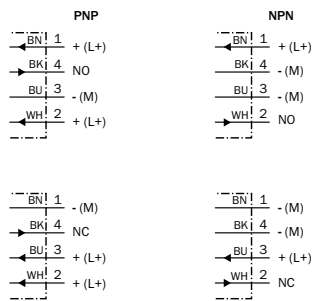 PNP
BN 1 + (L+)
BK 4 NO
BU 3 - (M)
WH 2 + (L+)
NPN
BN 1 + (L+)
BK 4 - (M)
BU 3 - (M)
WH 2 NO
BN 1 - (M)
BK 4 NC
BU 3 + (L+)
WH 2 + (L+)
BN 1 - (M)
BK 4 - (M)
BU 3 + (L+)
WH 2 NC